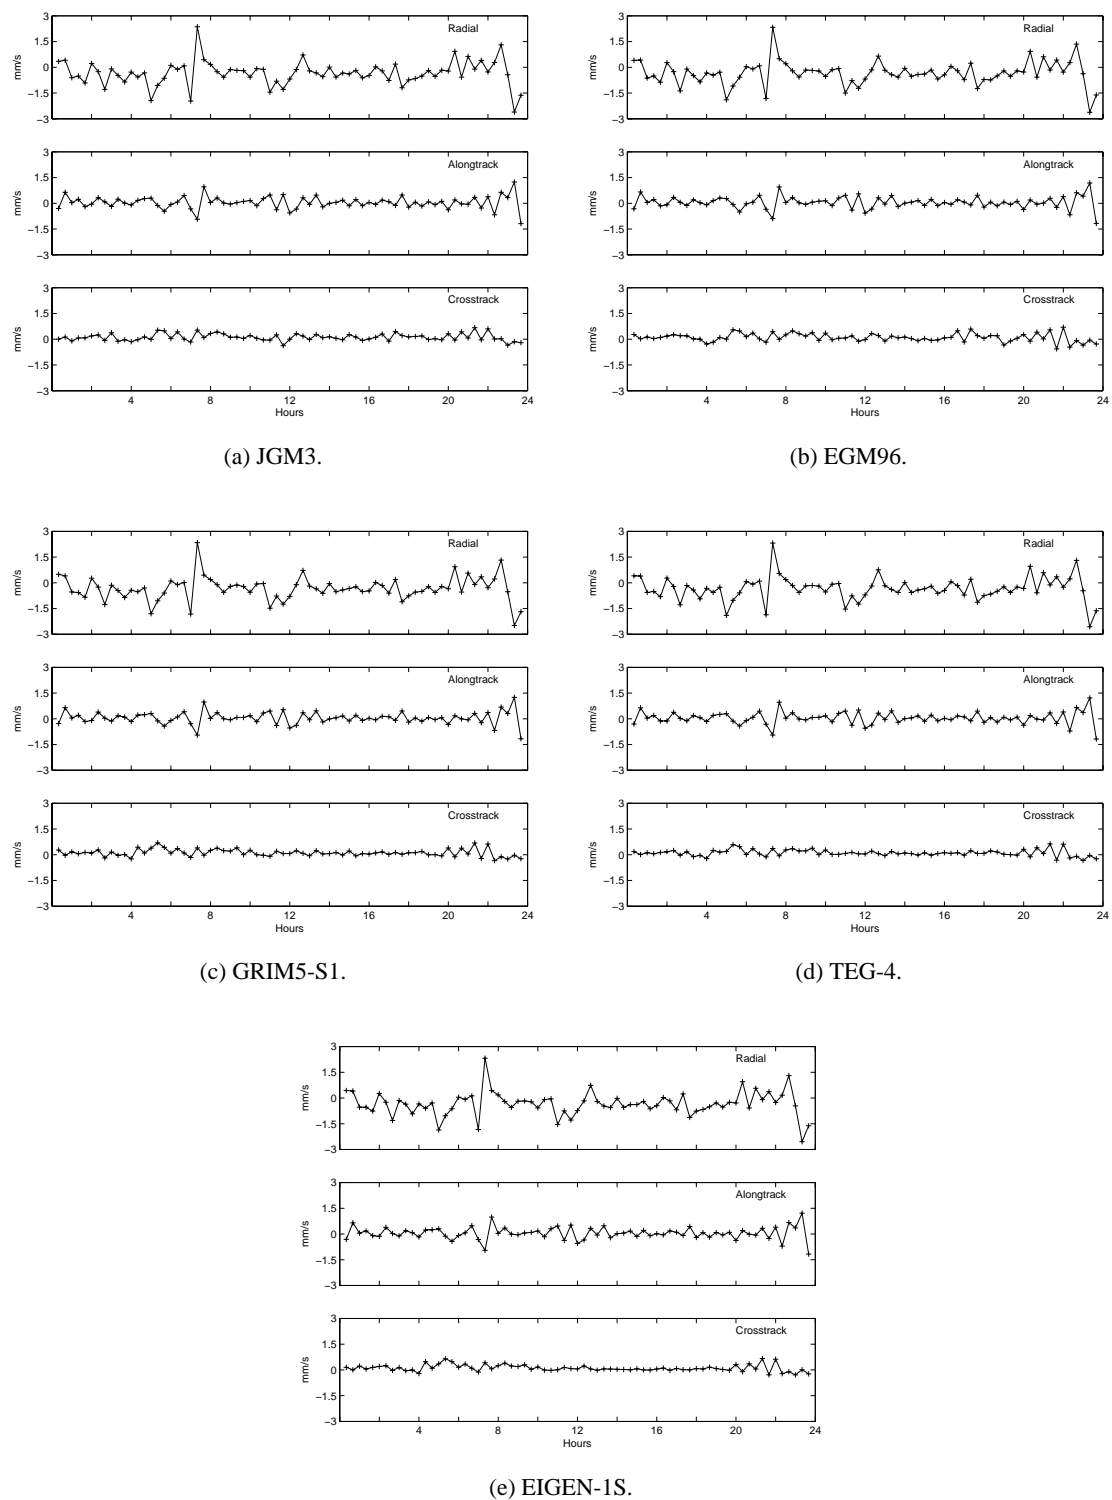 3
1.5
0
−1.5
−3
mm/s
Radial
3
1.5
0
−1.5
−3
mm/s
Alongtrack
3
1.5
0
−1.5
−3
mm/s
Crosstrack
4 8 12 16 20 24
Hours
(a) JGM3.
3
1.5
0
−1.5
−3
mm/s
Radial
3
1.5
0
−1.5
−3
mm/s
Alongtrack
3
1.5
0
−1.5
−3
mm/s
Crosstrack
4 8 12 16 20 24
Hours
(b) EGM96.
3
1.5
0
−1.5
−3
mm/s
Radial
3
1.5
0
−1.5
−3
mm/s
Alongtrack
3
1.5
0
−1.5
−3
mm/s
Crosstrack
4 8 12 16 20 24
Hours
(c) GRIM5-S1.
3
1.5
0
−1.5
−3
mm/s
Radial
3
1.5
0
−1.5
−3
mm/s
Alongtrack
3
1.5
0
−1.5
−3
mm/s
Crosstrack
4 8 12 16 20 24
Hours
(d) TEG-4.
3
1.5
0
−1.5
−3
mm/s
Radial
3
1.5
0
−1.5
−3
mm/s
Alongtrack
3
1.5
0
−1.5
−3
mm/s
Crosstrack
4 8 12 16 20 24
Hours
(e) EIGEN-1S.